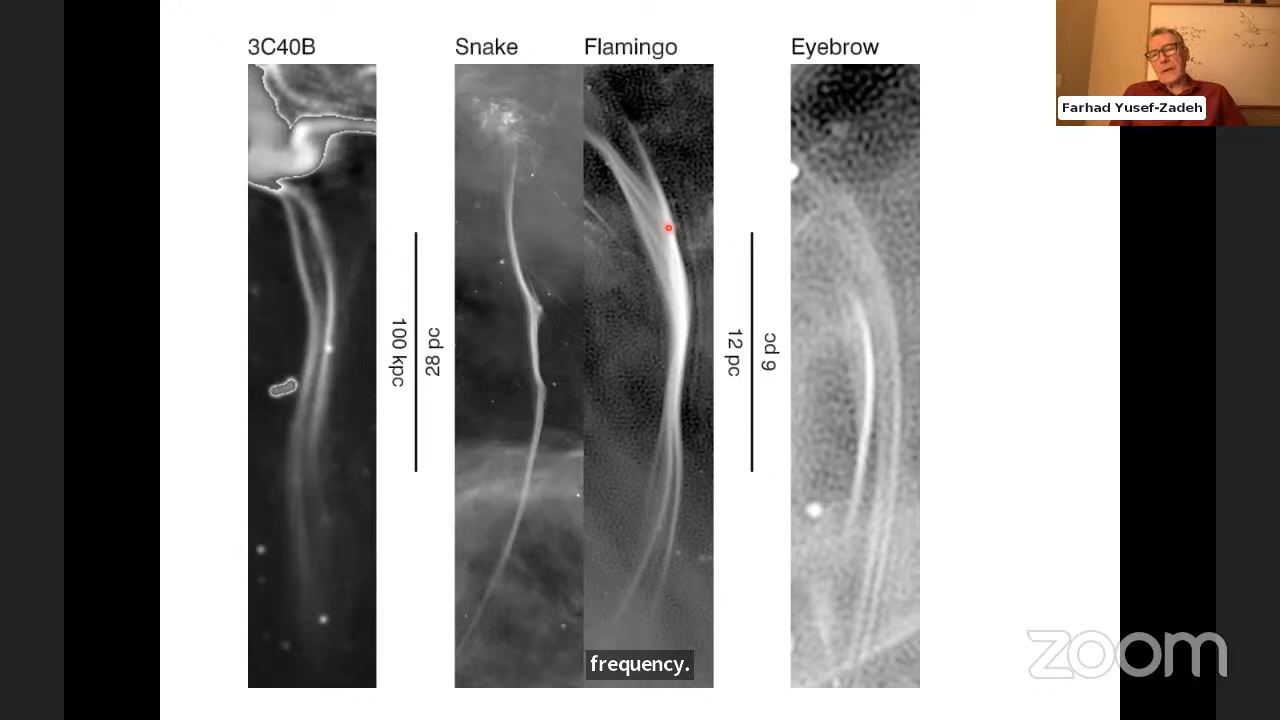 3C40B
Snake
Flamingo
Eyebrow
Farhad Yusef-Zadeh
100 kpc
28 pc
12 pc
6 pc
frequency.
zoom